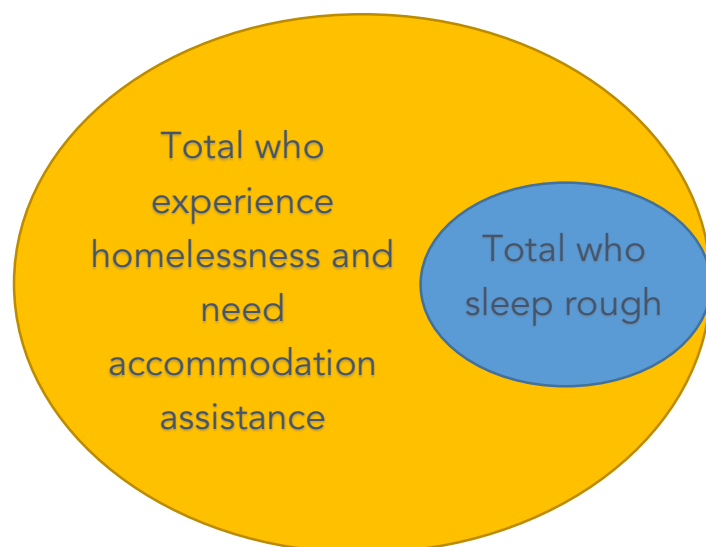 Total who
experience
homelessness and
need
accommodation
assistance
Total who
sleep rough